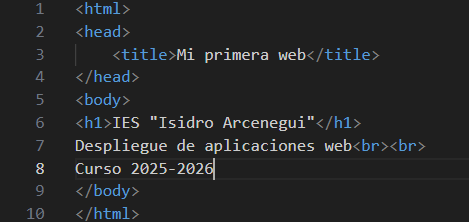 1 <html>
2 <head>
3     <title>Mi primera web</title>
4 </head>
5 <body>
6 <h1>IES "Isidro Arcenegui"</h1>
7 Despliegue de aplicaciones web<br><br>
8 Curso 2025-2026
9 </body>
10 </html>